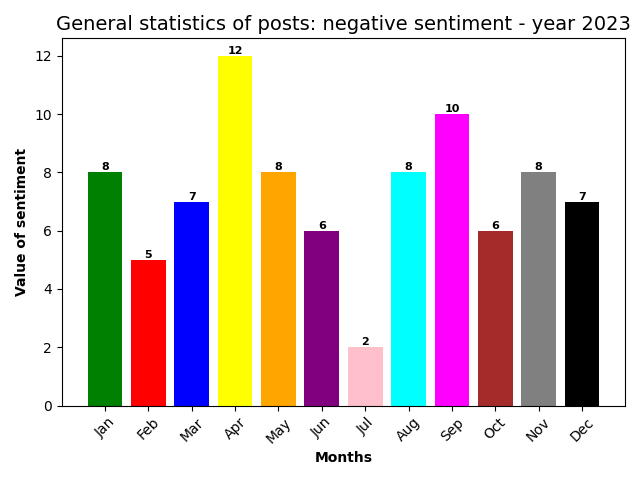 General statistics of posts: negative sentiment - year 2023
Value of sentiment
12
10
8
6
4
2
0
8
5
7
12
8
6
2
8
10
6
8
7
Jan
Feb
Mar
Apr
May
Jun
Jul
Aug
Sep
Oct
Nov
Dec
Months